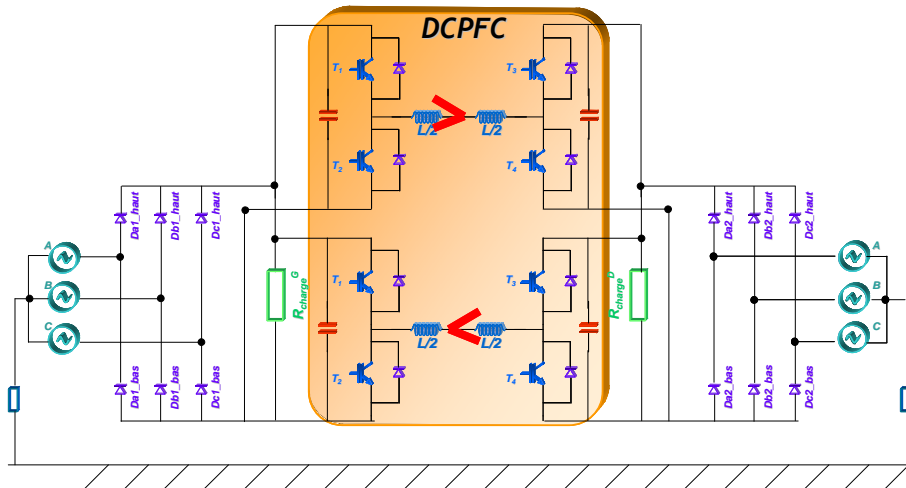 DCPFC
T1
T3
L/2
L/2
T2
T4
Da1_haut
Db1_haut
Dc1_haut
Da2_haut
Db2_haut
Dc2_haut
A
B
C
A
B
C
Rcharge G
Rcharge D
T1
T3
L/2
L/2
T2
T4
Da1_bas
Db1_bas
Dc1_bas
Da2_bas
Db2_bas
Dc2_bas